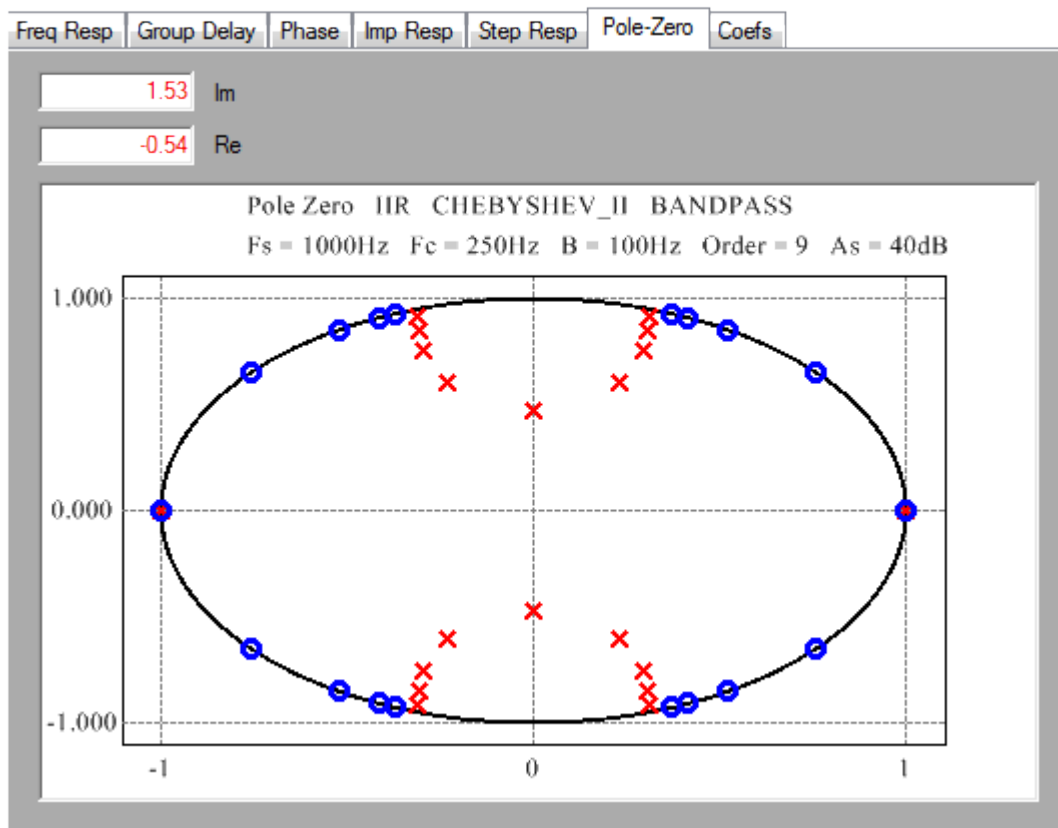 Freq Resp Group Delay Phase Imp Resp Step Resp Pole-Zero Coefs
1.53 Im
-0.54 Re
Pole Zero IIR CHEBYSHEV_II BANDPASS
Fs = 1000Hz Fc = 250Hz B = 100Hz Order = 9 As = 40dB
1.000
0.000
-1.000
-1 0 1